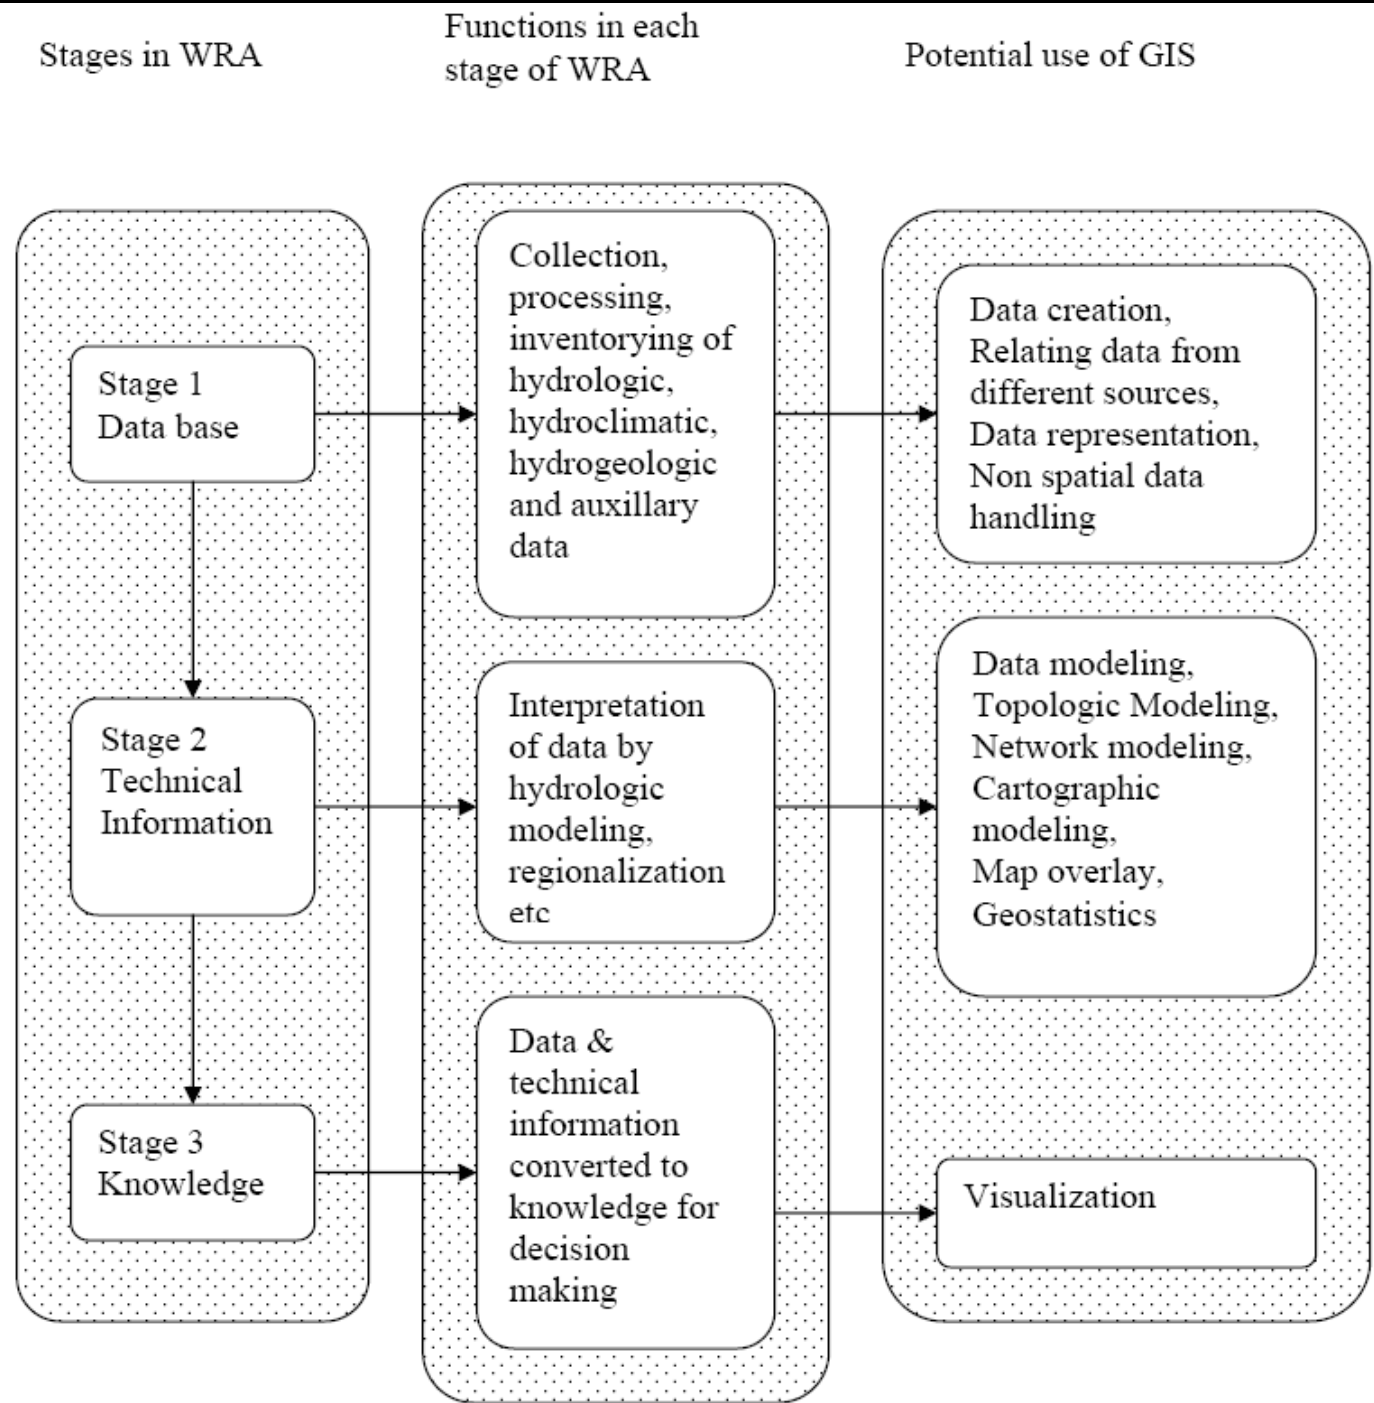 Stages in WRA
Functions in each
stage of WRA
Potential use of GIS
Stage 1
Data base
Collection,
processing,
inventorying of
hydrologic,
hydroclimatic,
hydrogeologic
and auxillary
data
Data creation,
Relating data from
different sources,
Data representation,
Non spatial data
handling
Stage 2
Technical
Information
Interpretation
of data by
hydrologic
modeling,
regionalization
etc
Data modeling,
Topologic Modeling,
Network modeling,
Cartographic
modeling,
Map overlay,
Geostatistics
Stage 3
Knowledge
Data &
technical
information
converted to
knowledge for
decision
making
Visualization